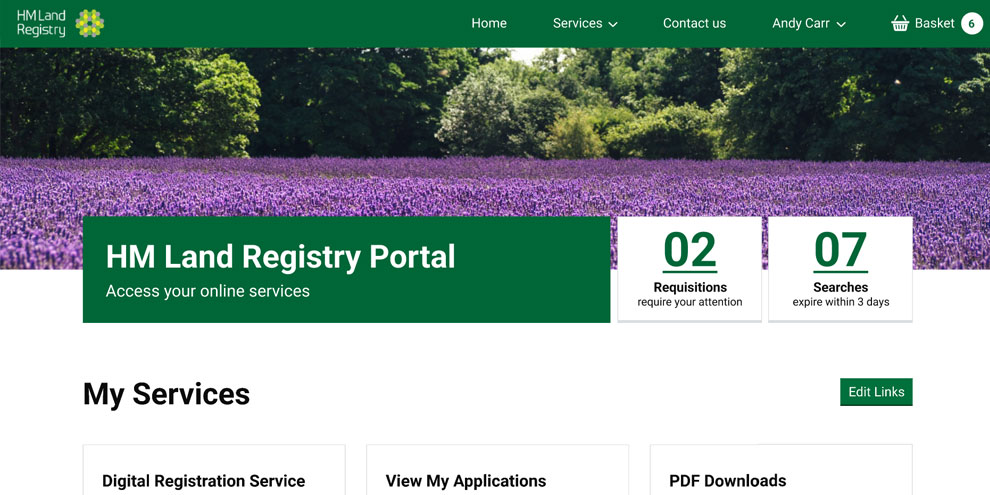 HM Land
Registry
Home
Services
Contact us
Andy Carr
Basket
6
HM Land Registry Portal
Access your online services
02
Requisitions
require your attention
07
Searches
expire within 3 days
My Services
Edit Links
Digital Registration Service
View My Applications
PDF Downloads